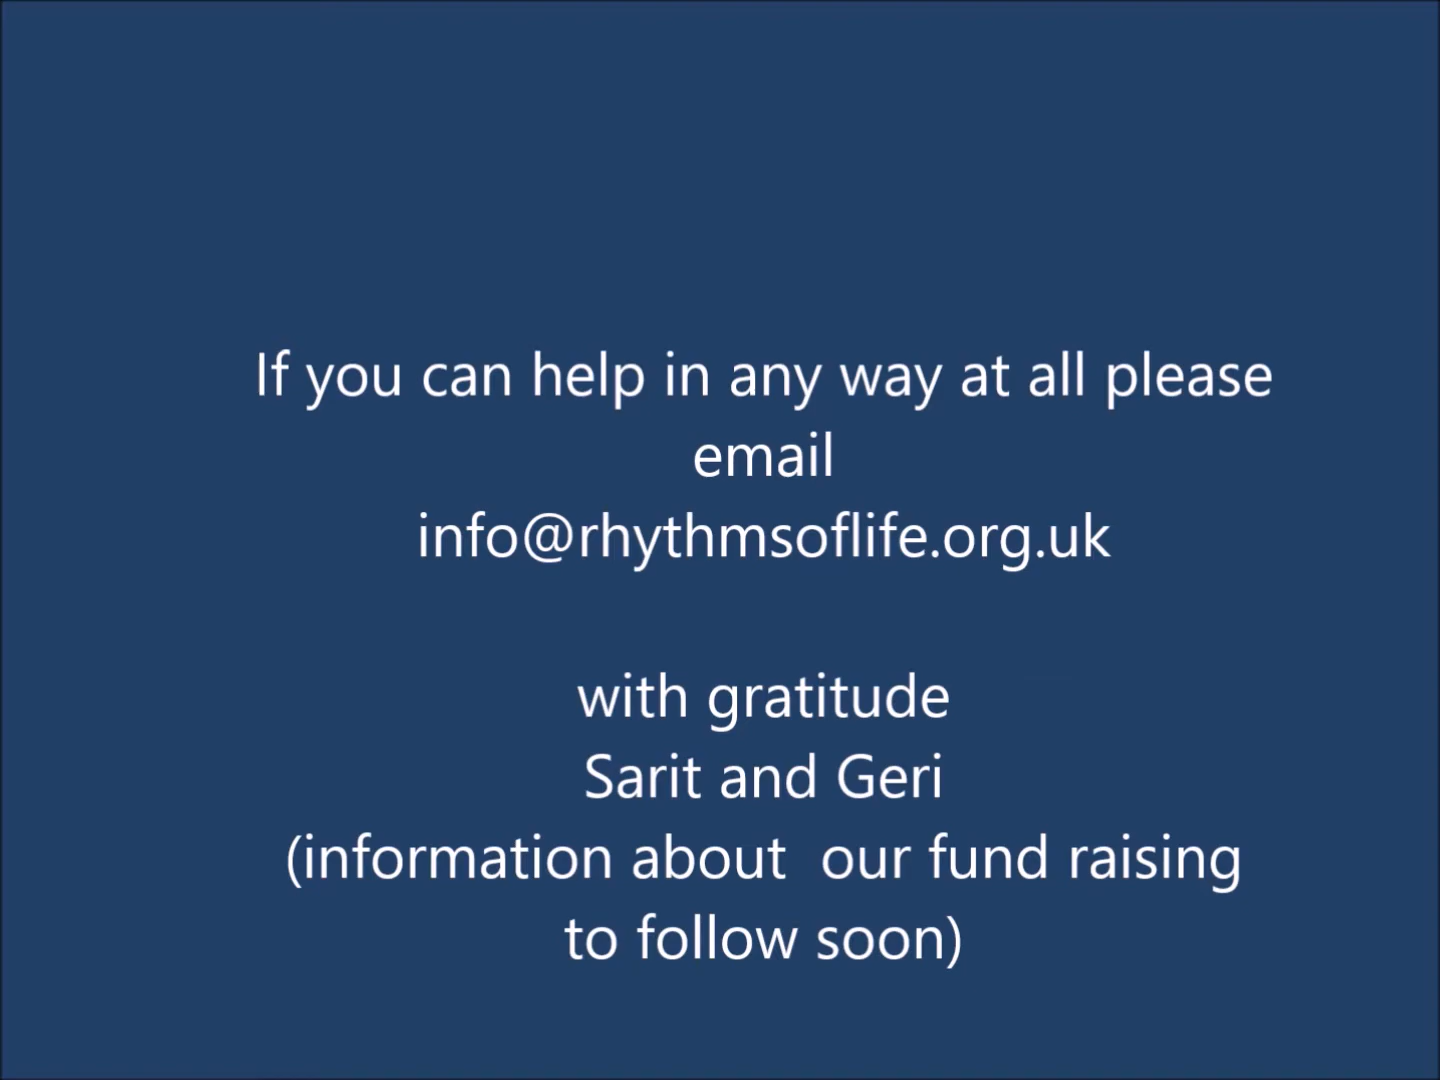 If you can help in any way at all please
email
info@rhythmsoflife.org.uk
with gratitude
Sarit and Geri
(information about  our fund raising
to follow soon)